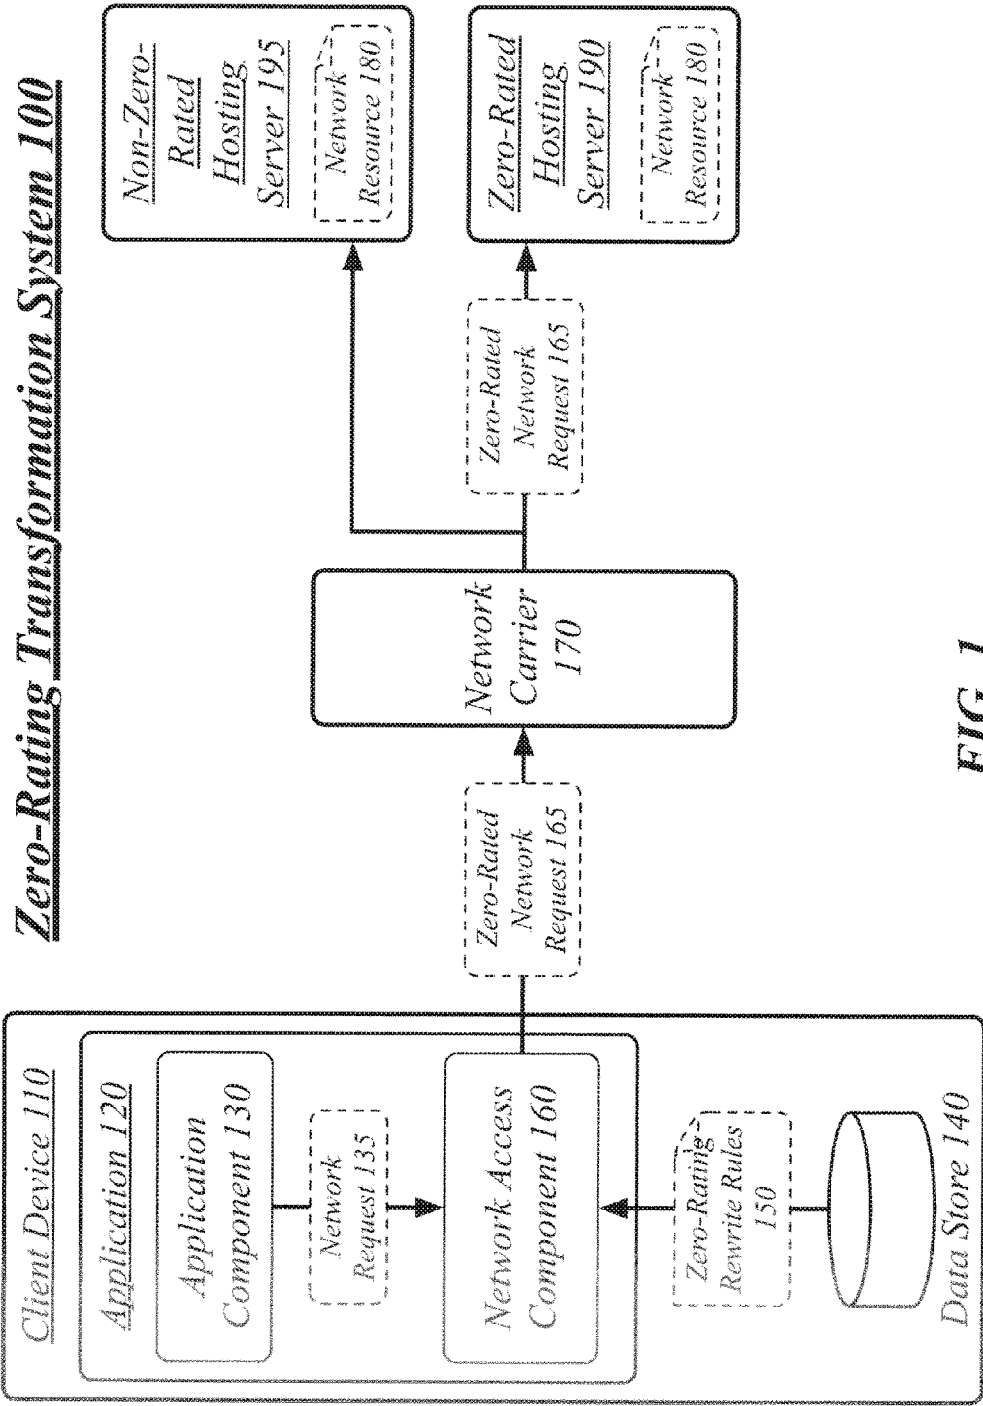 Zero-Rating Transformation System 100
Client Device 110
Application 120
Application
Component 130
Network
Request 135
Network Access
Component 160
Zero-Rating
Rewrite Rules
150
Data Store 140
Zero-Rated
Network
Request 165
Network
Carrier
170
Zero-Rated
Network
Request 165
Non-Zero-
Rated
Hosting
Server 195
Network
Resource 180
Zero-Rated
Hosting
Server 190
Network
Resource 180
FIG. 1